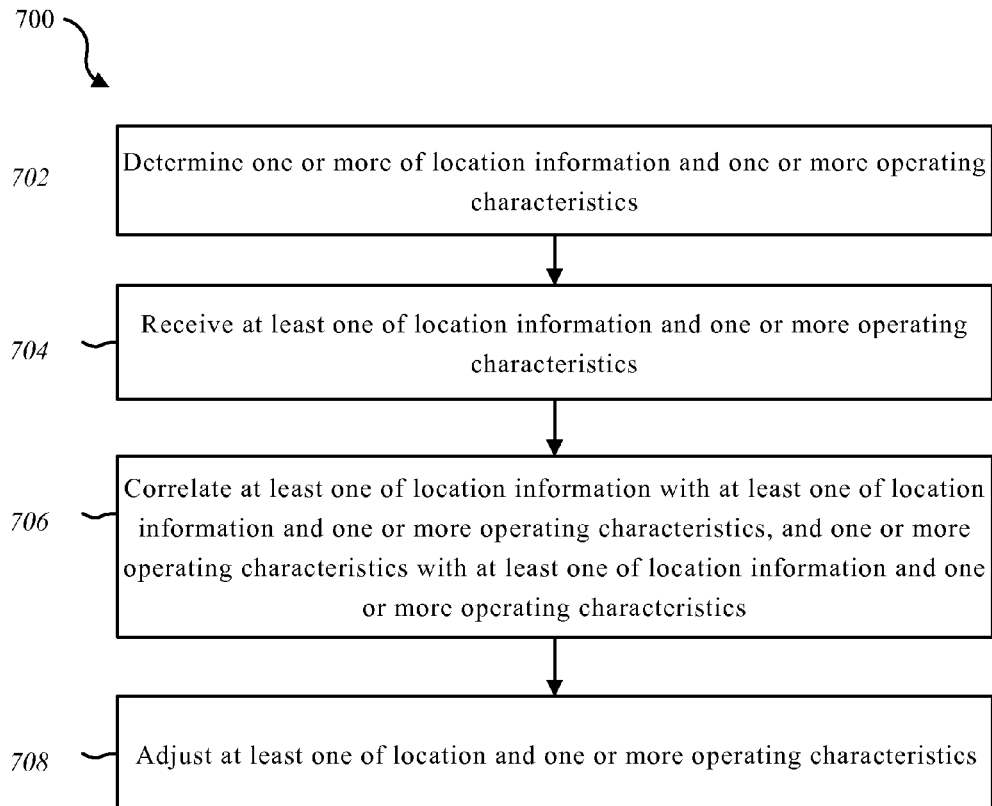 700
702
Determine one or more of location information and one or more operating
characteristics
704
Receive at least one of location information and one or more operating
characteristics
706
Correlate at least one of location information with at least one of location
information and one or more operating characteristics, and one or more
operating characteristics with at least one of location information and one
or more operating characteristics
708
Adjust at least one of location and one or more operating characteristics